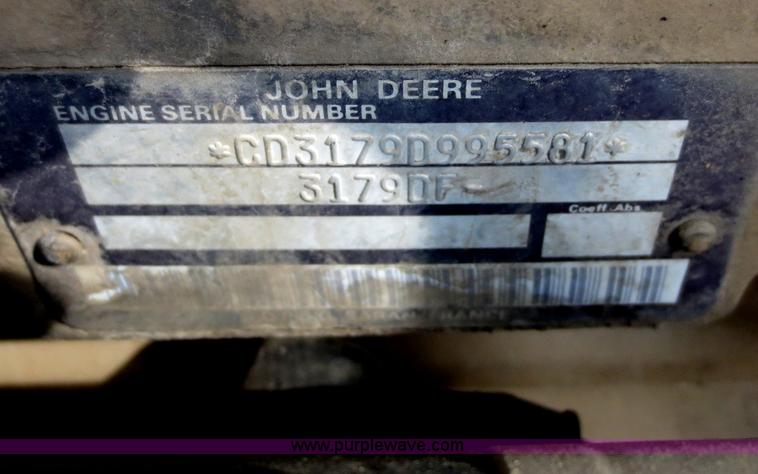 JOHN DEERE
ENGINE SERIAL NUMBER
*CD3179D995581*
3179DF
Coeff. Abs.
www.purplewave.com